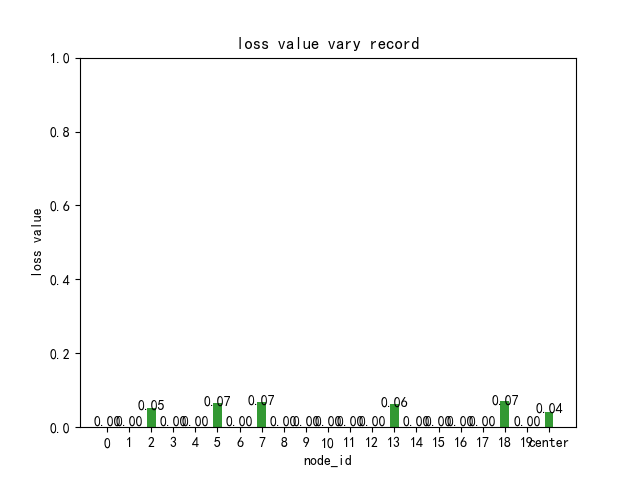 loss value vary record
1.0
0.8
0.6
0.4
0.2
0.0
loss value
0.00 0.00 0.05 0.00 0.00 0.07 0.00 0.07 0.00 0.00 0.00 0.00 0.00 0.06 0.00 0.00 0.00 0.00 0.07 0.00 0.04
0 1 2 3 4 5 6 7 8 9 10 11 12 13 14 15 16 17 18 19 center
node_id